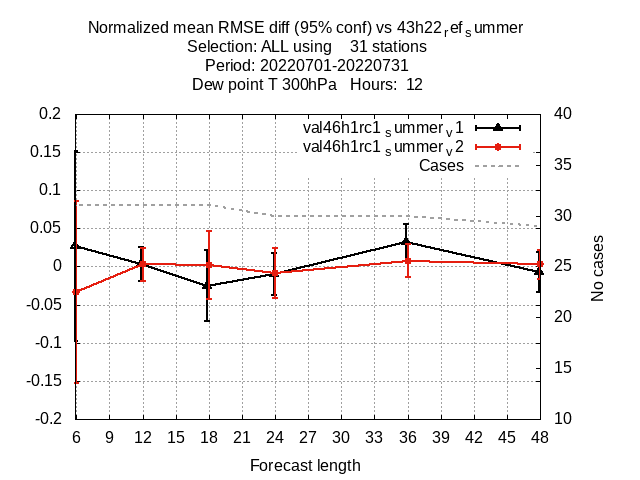 Normalized mean RMSE diff (95% conf) vs 43h22refsummer
Selection: ALL using 31 stations
Period: 20220701-20220731
Dew point T 300hPa Hours: 12
val46h1rc1summerv1
val46h1rc1summerv2
Cases
0.2
0.15
0.1
0.05
0
-0.05
-0.1
-0.15
-0.2
40
35
30
25
20
15
10
No cases
6 9 12 15 18 21 24 27 30 33 36 39 42 45 48
Forecast length